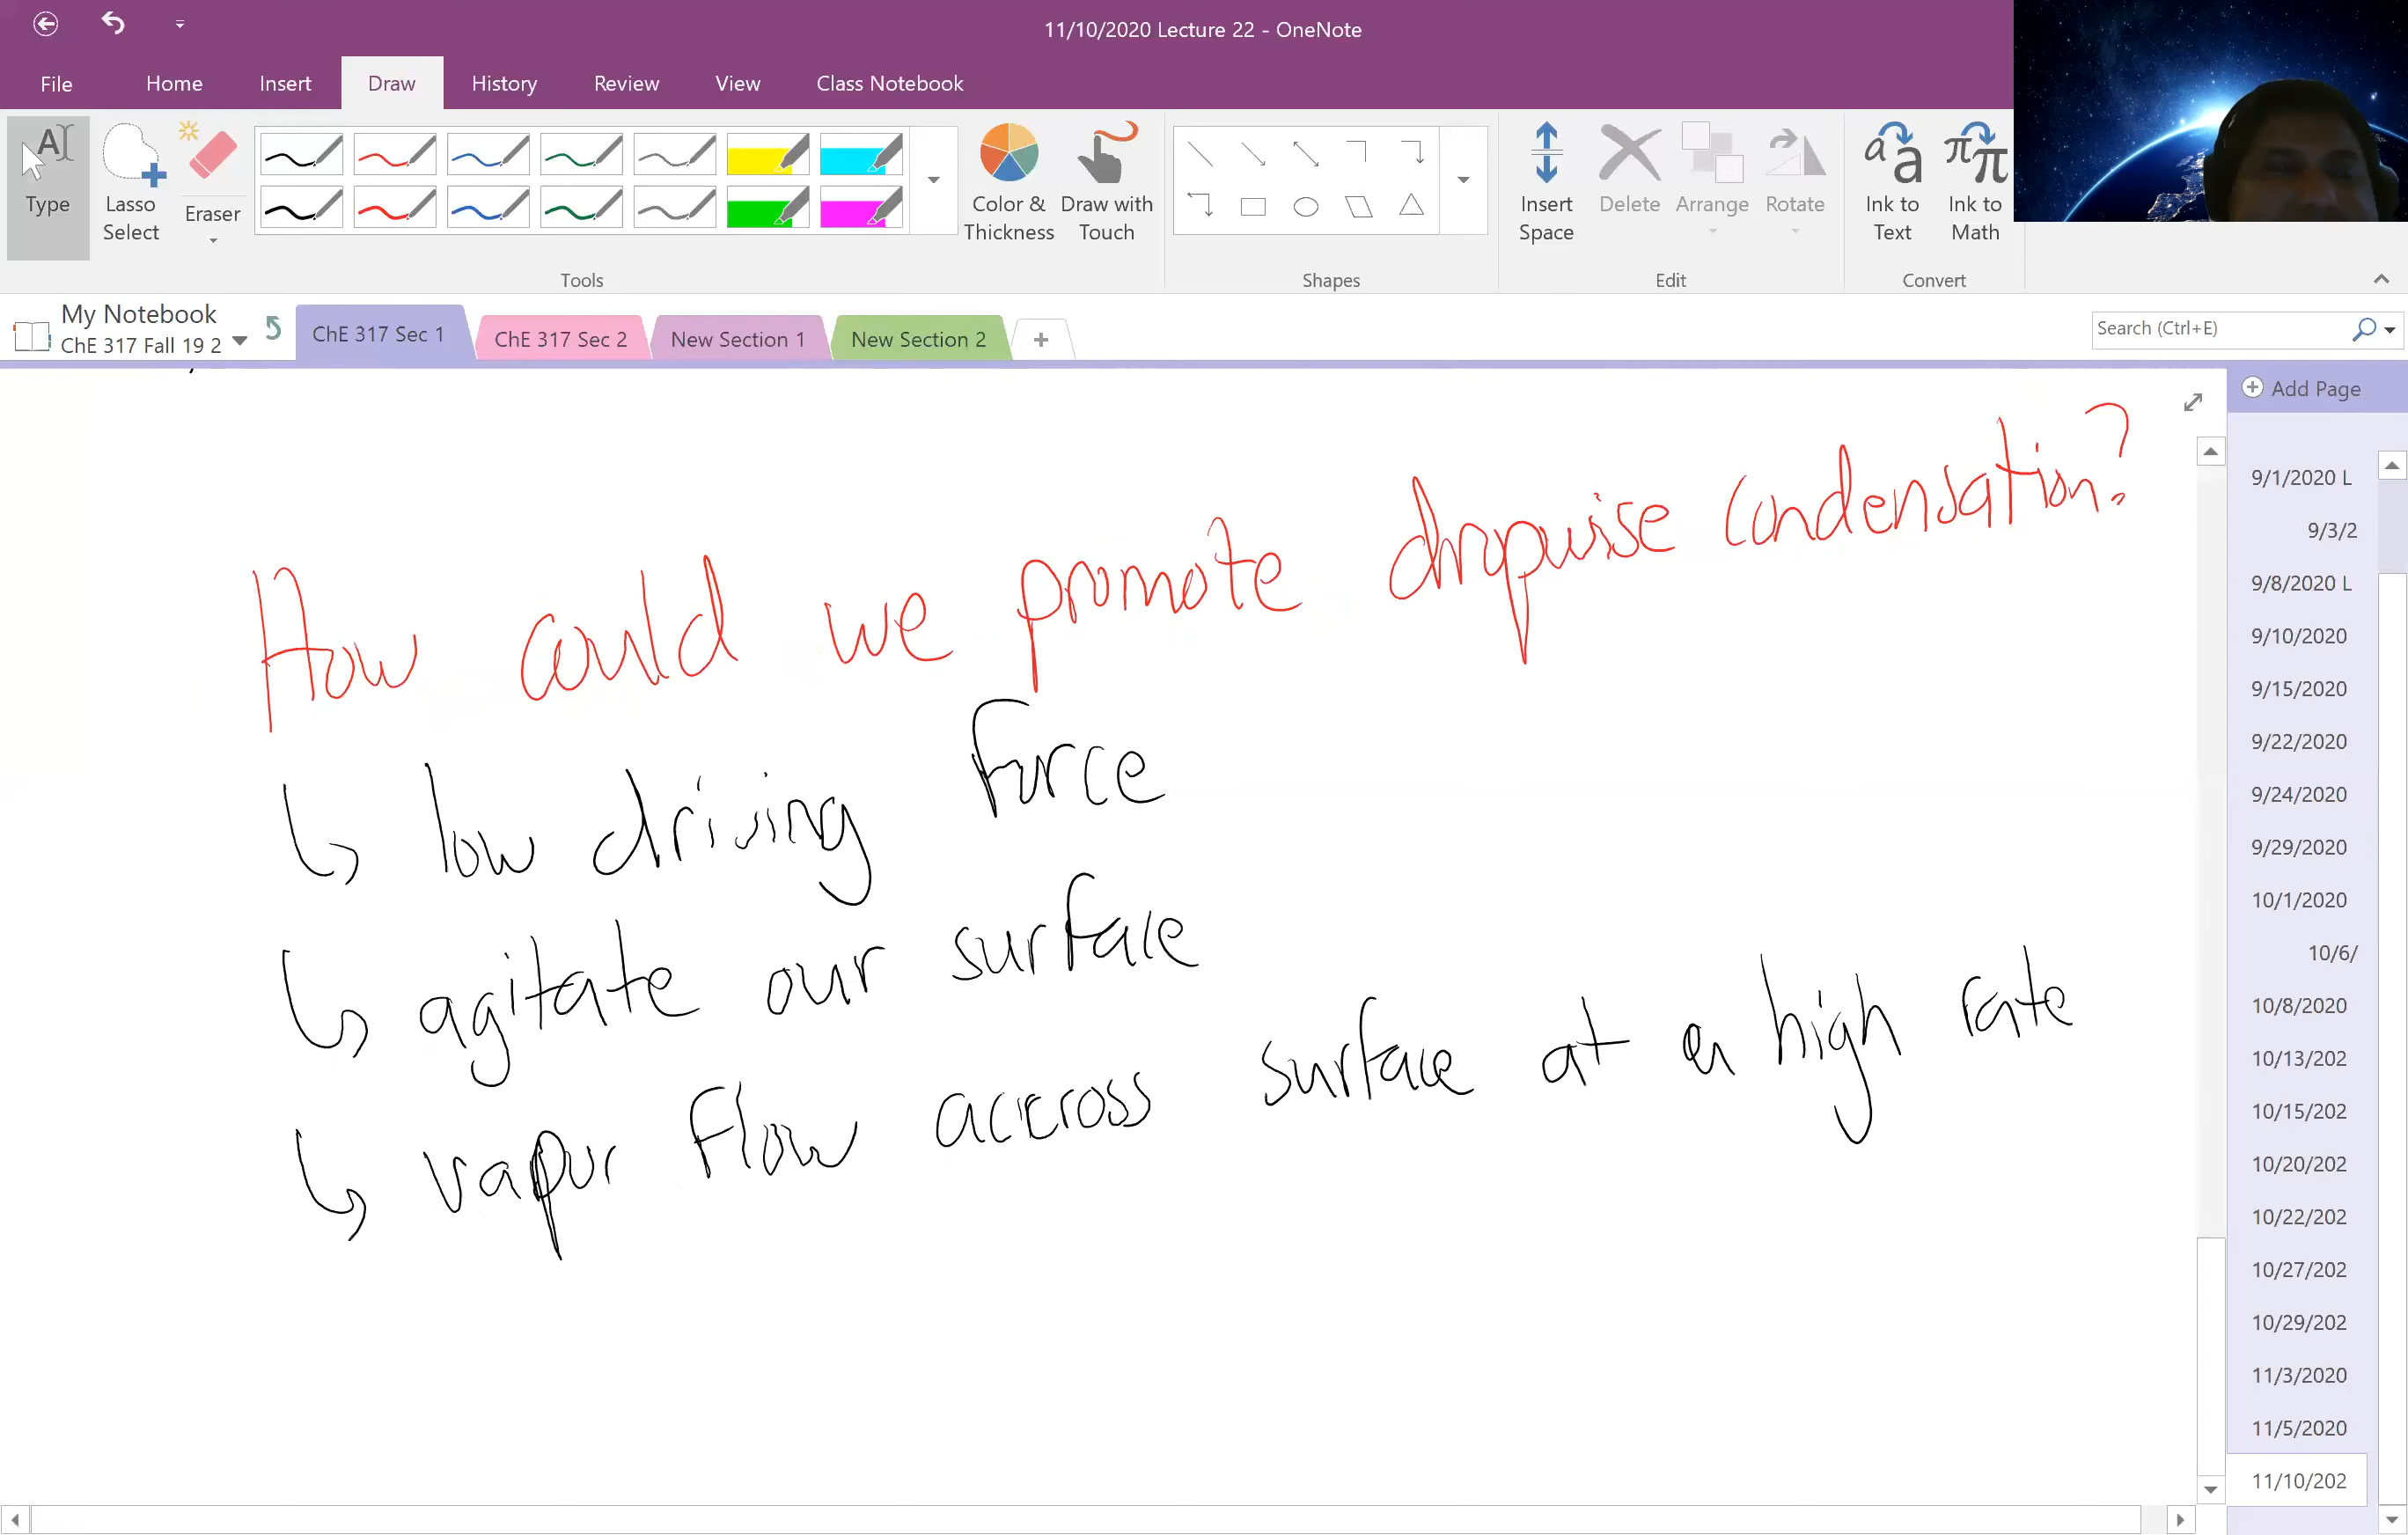 11/10/2020 Lecture 22 - OneNote
File Home Insert Draw History Review View Class Notebook
Type
Lasso Select
Eraser
Color & Thickness
Draw with Touch
Insert Space
Delete
Arrange
Rotate
Ink to Text
Ink to Math
Tools Shapes Edit Convert
My Notebook
ChE 317 Fall 19 2
ChE 317 Sec 1 ChE 317 Sec 2 New Section 1 New Section 2 +
Search (Ctrl+E)
Add Page
How could we promote dropwise condensation?
↳ low driving force
↳ agitate our surface
↳ vapor flow accross surface at a high rate
9/1/2020 L
9/3/2
9/8/2020 L
9/10/2020
9/15/2020
9/22/2020
9/24/2020
9/29/2020
10/1/2020
10/6/
10/8/2020
10/13/202
10/15/202
10/20/202
10/22/202
10/27/202
10/29/202
11/3/2020
11/5/2020
11/10/202